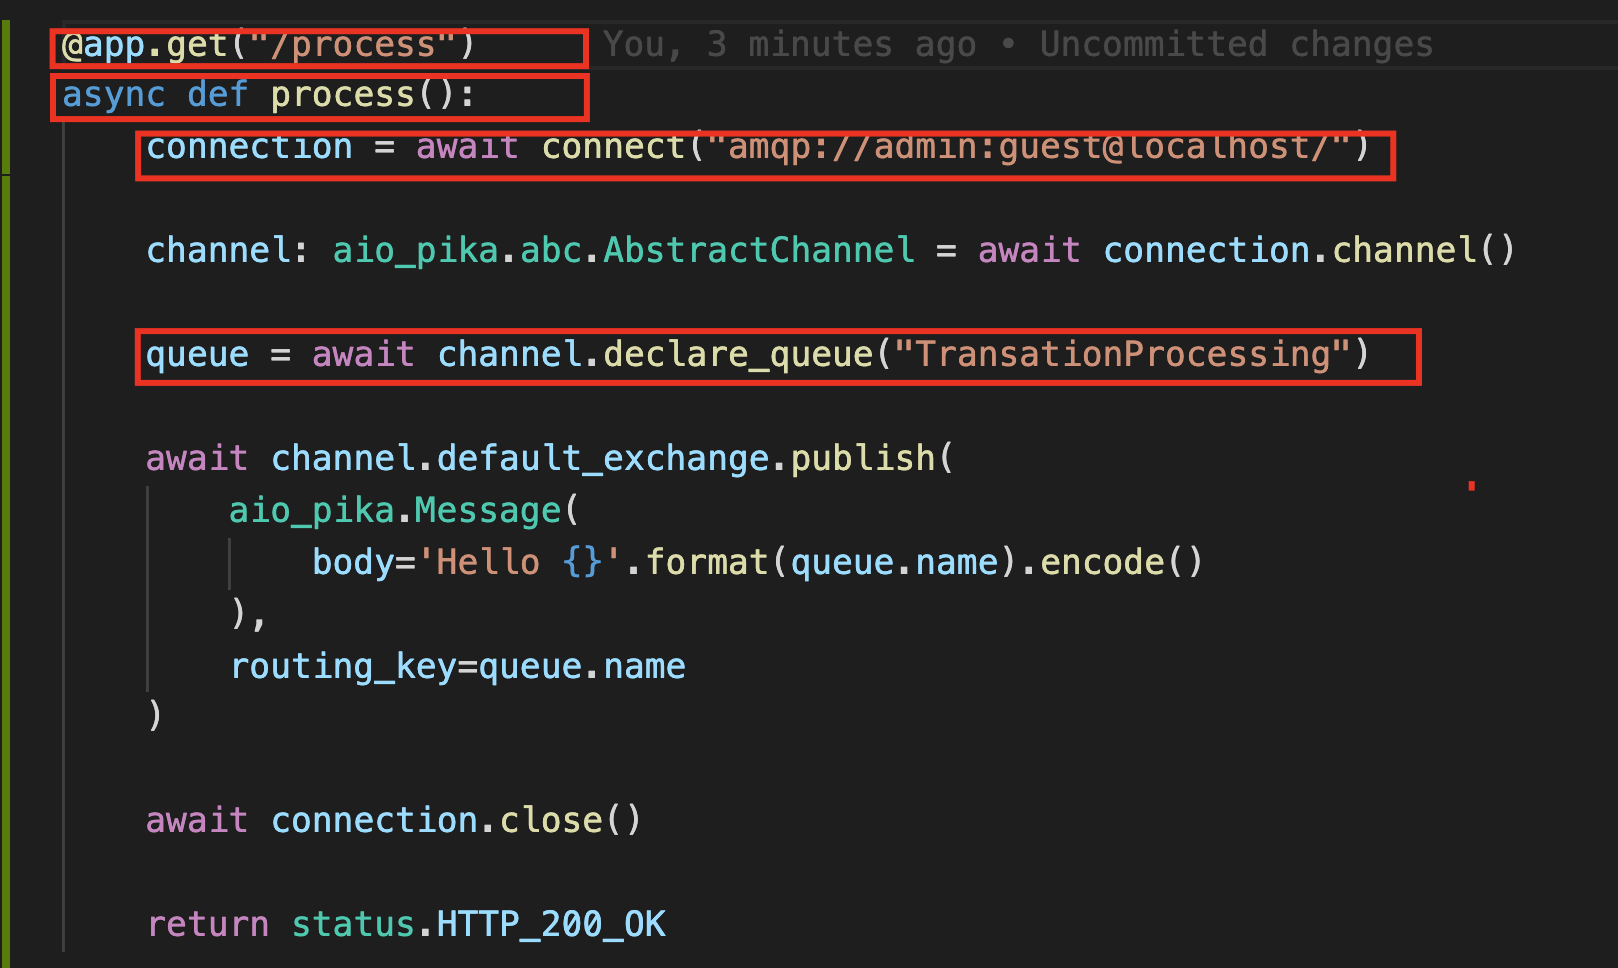 @app.get("/process")    You, 3 minutes ago • Uncommitted changes
async def process():
    connection = await connect("amqp://admin:guest@localhost/")
    channel: aio_pika.abc.AbstractChannel = await connection.channel()
    queue = await channel.declare_queue("TransationProcessing")
    await channel.default_exchange.publish(
        aio_pika.Message(
            body='Hello {}'.format(queue.name).encode()
        ),
        routing_key=queue.name
    )
    await connection.close()
    return status.HTTP_200_OK